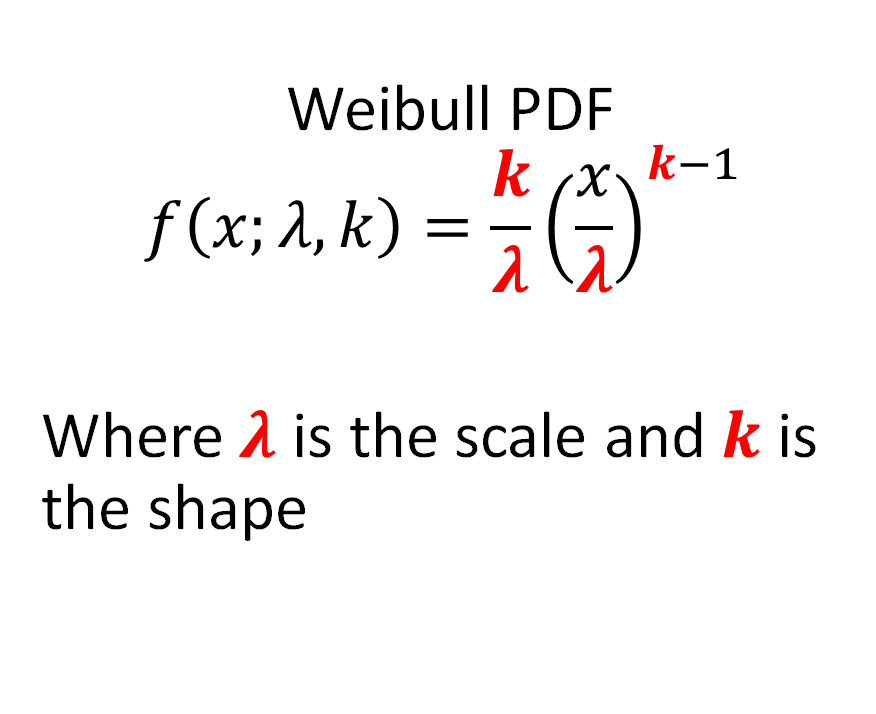 Weibull PDF
f(x; λ, k) = k/λ (x/λ)^(k−1)
Where λ is the scale and k is
the shape